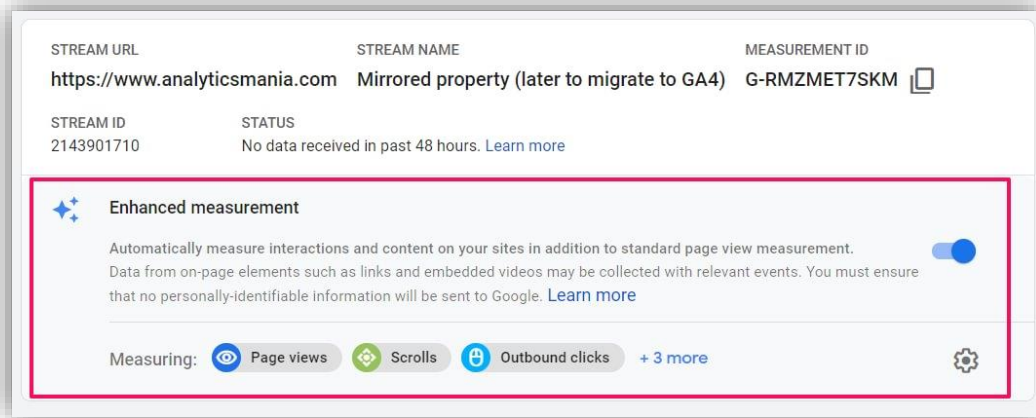 STREAM URL STREAM NAME MEASUREMENT ID
https://www.analyticsmania.com Mirrored property (later to migrate to GA4) G-RMZMET7SKM
STREAM ID STATUS
2143901710 No data received in past 48 hours. Learn more
Enhanced measurement
Automatically measure interactions and content on your sites in addition to standard page view measurement.
Data from on-page elements such as links and embedded videos may be collected with relevant events. You must ensure
that no personally-identifiable information will be sent to Google. Learn more
Measuring: Page views Scrolls Outbound clicks + 3 more